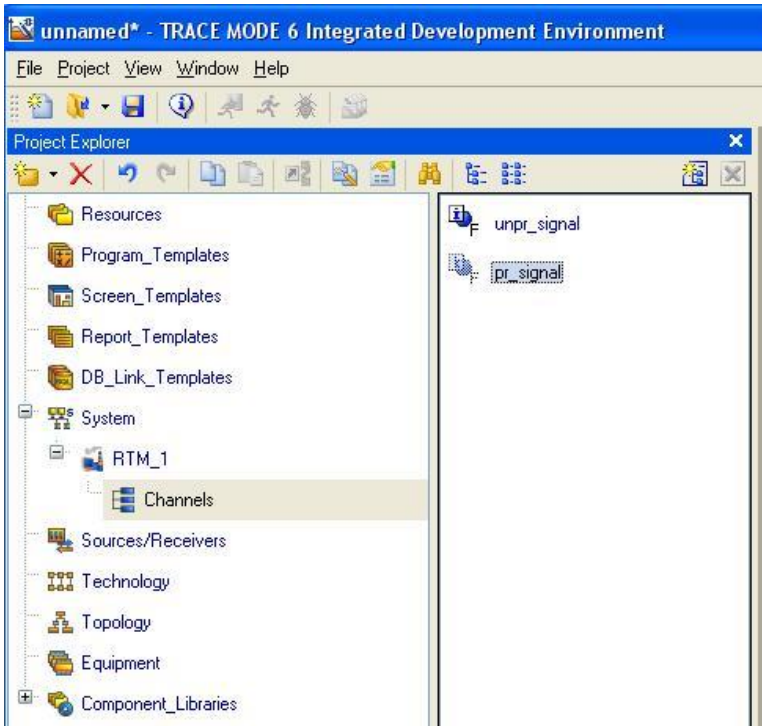 unnamed* - TRACE MODE 6 Integrated Development Environment
File Project View Window Help
Project Explorer
Resources
Program_Templates
Screen_Templates
Report_Templates
DB_Link_Templates
System
RTM_1
Channels
Sources/Receivers
Technology
Topology
Equipment
Component_Libraries
unpr_signal
pr_signal